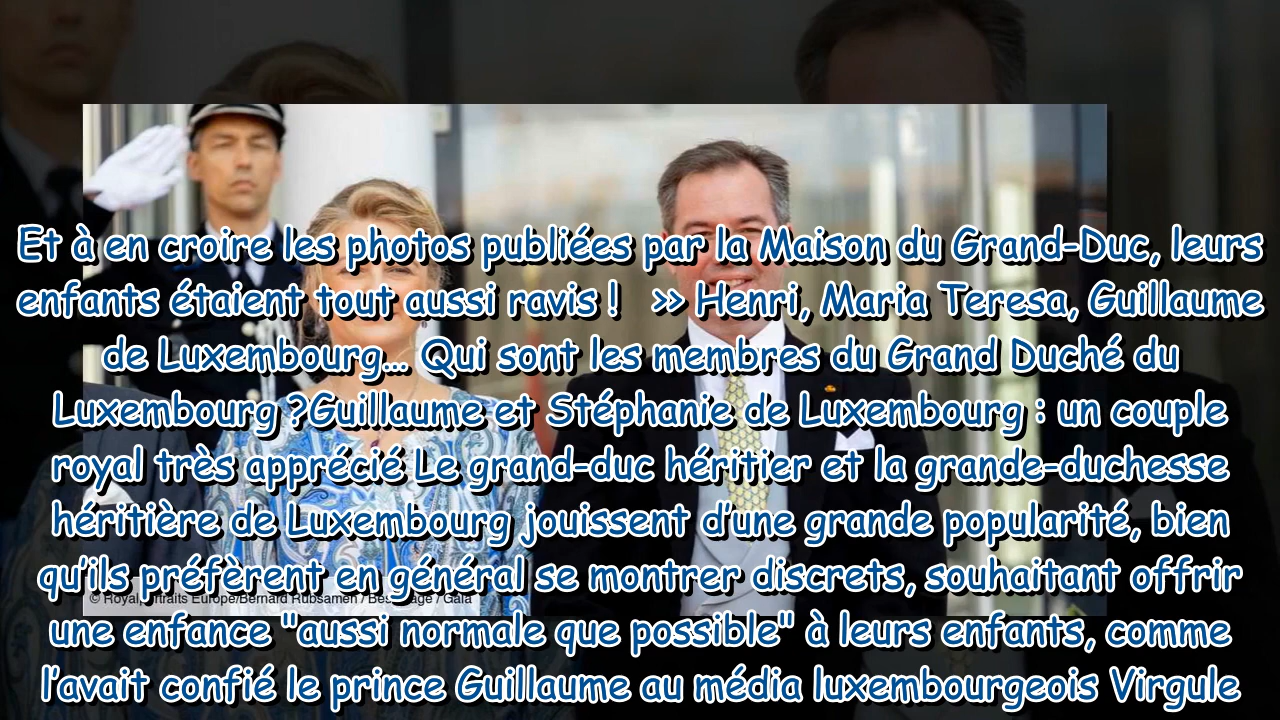 Et à en croire les photos publiées par la Maison du Grand-Duc, leurs
enfants étaient tout aussi ravis ! >> Henri, Maria Teresa, Guillaume
de Luxembourg... Qui sont les membres du Grand Duché du
Luxembourg ?Guillaume et Stéphanie de Luxembourg : un couple
royal très apprécié Le grand-duc héritier et la grande-duchesse
héritière de Luxembourg jouissent d'une grande popularité, bien
qu'ils préfèrent en général se montrer discrets, souhaitant offrir
© Europe/Bernard / Gala
une enfance "aussi normale que possible" à leurs enfants, comme
l'avait confié le prince Guillaume au média luxembourgeois Virgule